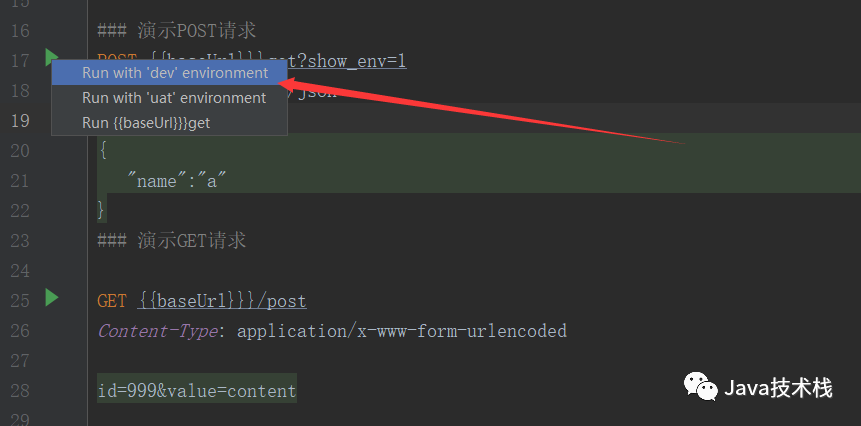 15
16 ### 演示POST请求
17 POST {{baseUrl}}}get?show_env=1
Run with 'dev' environment
18 /json
Run with 'uat' environment
19
Run {{baseUrl}}}get
20 {
21 "name":"a"
22 }
23 ### 演示GET请求
24
25 GET {{baseUrl}}}/post
26 Content-Type: application/x-www-form-urlencoded
27
28 id=999&value=content
29
Java技术栈